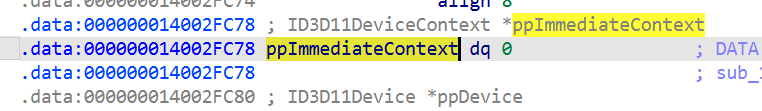 .data:000000014002FC74 align 8
.data:000000014002FC78 ; ID3D11DeviceContext *ppImmediateContext
.data:000000014002FC78 ppImmediateContext dq 0 ; DATA
.data:000000014002FC78 ; sub_1
.data:000000014002FC80 ; ID3D11Device *ppDevice